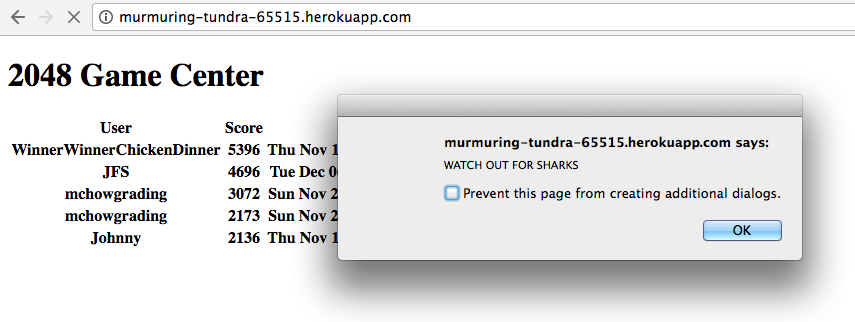 murmuring-tundra-65515.herokuapp.com
2048 Game Center
User Score
WinnerWinnerChickenDinner 5396 Thu Nov 1
JFS 4696 Tue Dec 0
mchowgrading 3072 Sun Nov 2
mchowgrading 2173 Sun Nov 2
Johnny 2136 Thu Nov 1
murmuring-tundra-65515.herokuapp.com says:
WATCH OUT FOR SHARKS
Prevent this page from creating additional dialogs.
OK